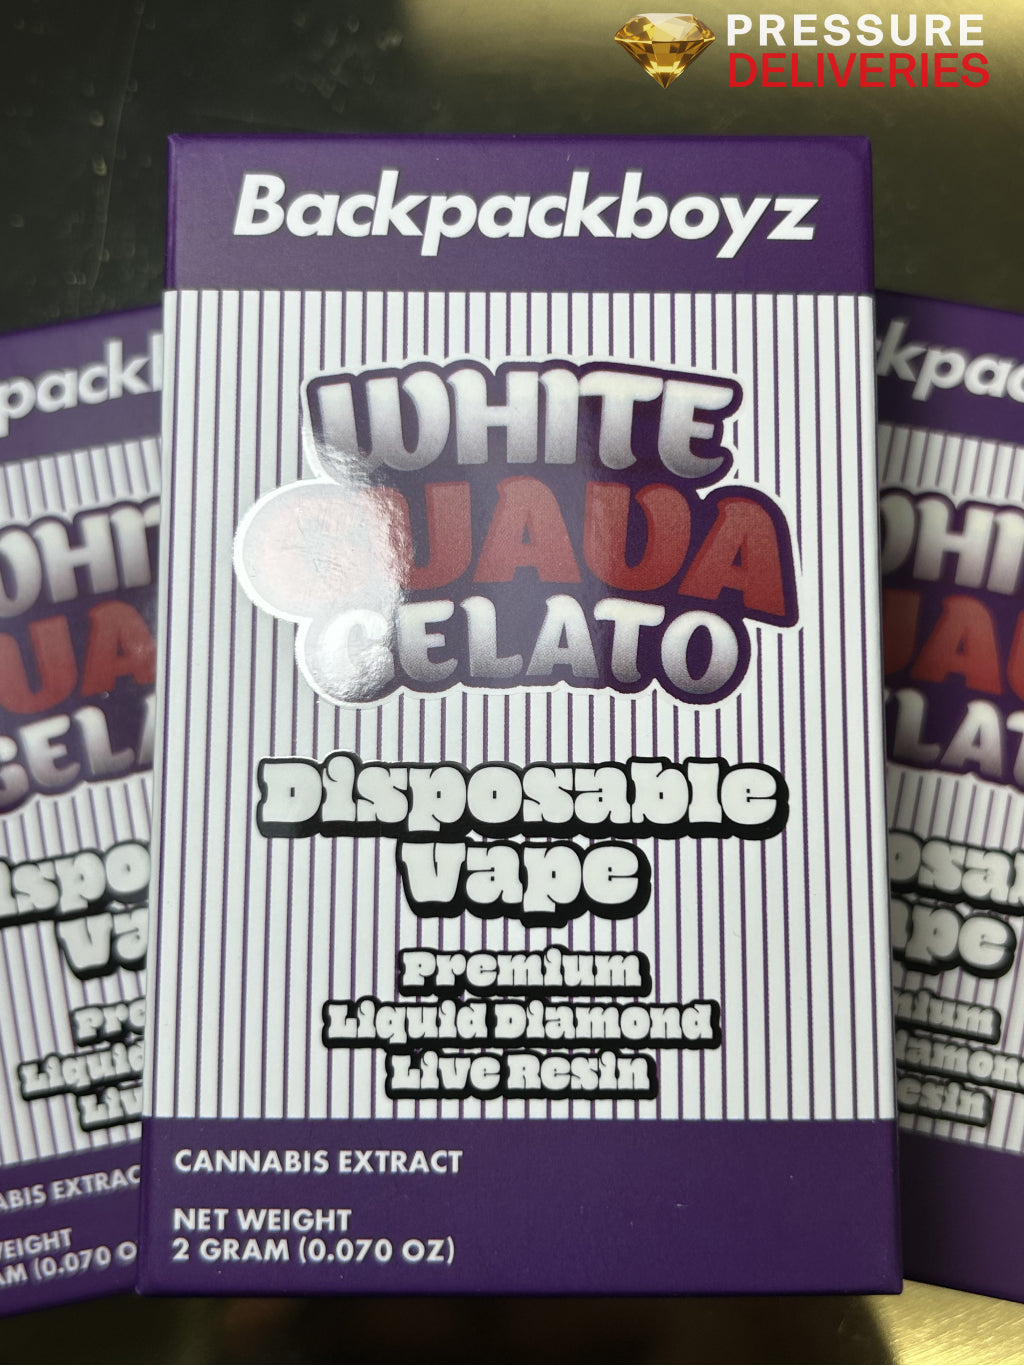 PRESSURE
DELIVERIES
Backpackboyz
WHITE
GUAVA
GELATO
Disposable
Vape
Premium
Liquid Diamond
Live Resin
CANNABIS EXTRACT
NET WEIGHT
2 GRAM (0.070 OZ)